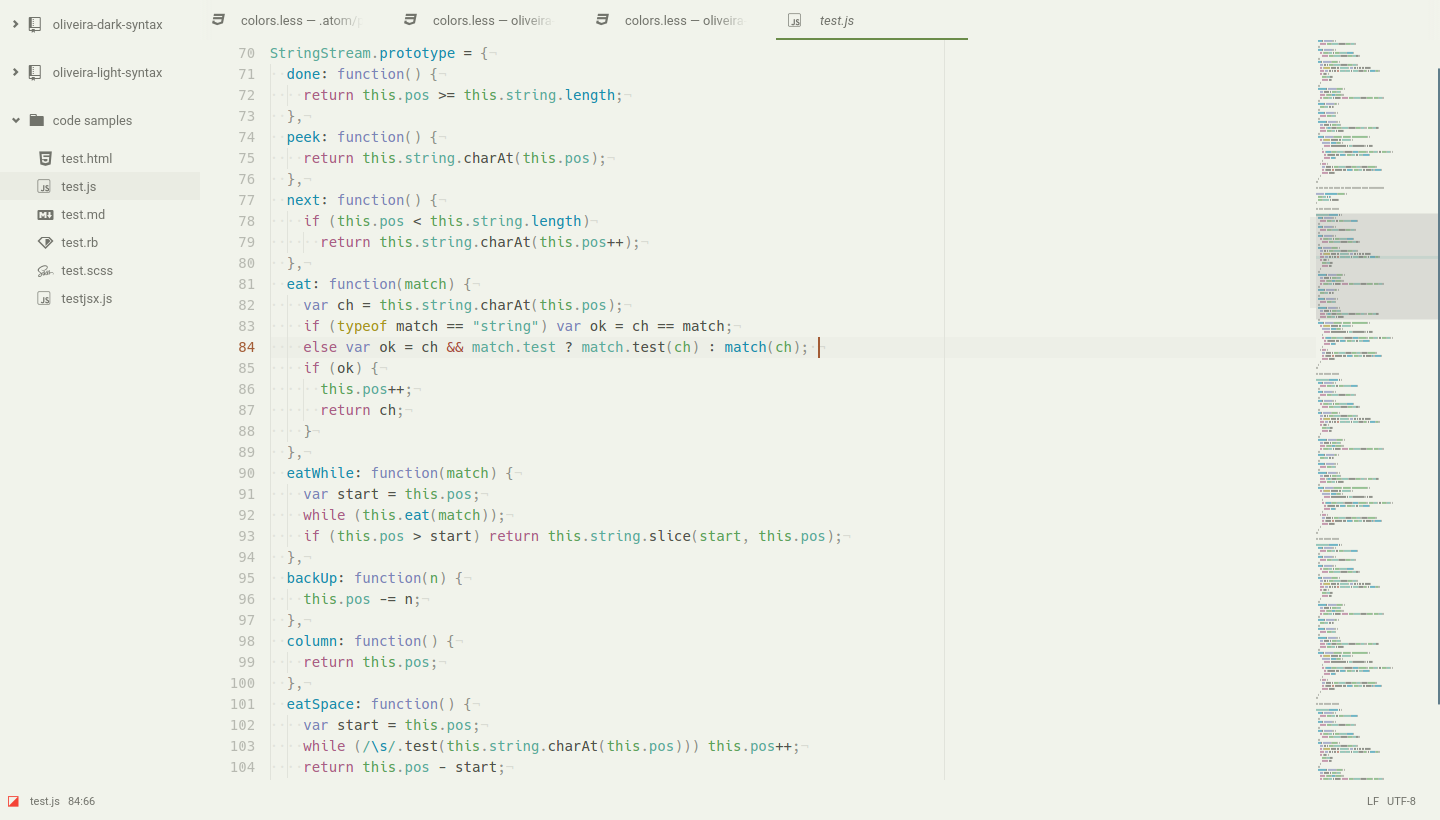 oliveira-dark-syntax
oliveira-light-syntax
code samples
test.html
test.js
test.md
test.rb
test.scss
testjsx.js
colors.less — .atom/
colors.less — oliveira-
colors.less — oliveira-
test.js
70 StringStream.prototype = {
71   done: function() {
72     return this.pos >= this.string.length;
73   },
74   peek: function() {
75     return this.string.charAt(this.pos);
76   },
77   next: function() {
78     if (this.pos < this.string.length)
79       return this.string.charAt(this.pos++);
80   },
81   eat: function(match) {
82     var ch = this.string.charAt(this.pos);
83     if (typeof match == "string") var ok = ch == match;
84     else var ok = ch && match.test ? match.test(ch) : match(ch);
85     if (ok) {
86       this.pos++;
87       return ch;
88     }
89   },
90   eatWhile: function(match) {
91     var start = this.pos;
92     while (this.eat(match));
93     if (this.pos > start) return this.string.slice(start, this.pos);
94   },
95   backUp: function(n) {
96     this.pos -= n;
97   },
98   column: function() {
99     return this.pos;
100   },
101   eatSpace: function() {
102     var start = this.pos;
103     while (/\s/.test(this.string.charAt(this.pos))) this.pos++;
104     return this.pos - start;
test.js 84:66
LF UTF-8